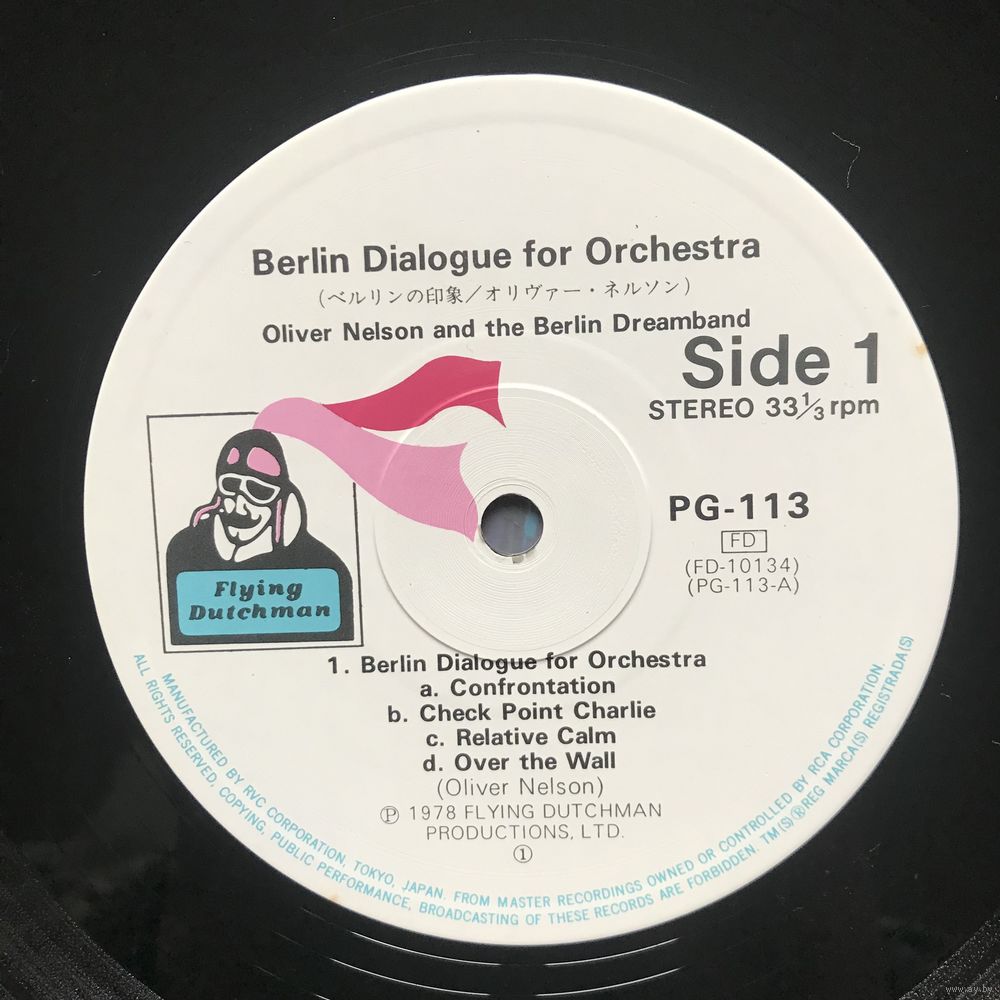 Berlin Dialogue for Orchestra
(ベルリンの印象/オリヴァー・ネルソン)
Oliver Nelson and the Berlin Dreamband
Side 1
STEREO 33⅓ rpm
PG-113
FD
(FD-10134)
(PG-113-A)
Flying
Dutchman
1. Berlin Dialogue for Orchestra
a. Confrontation
b. Check Point Charlie
c. Relative Calm
d. Over the Wall
(Oliver Nelson)
Ⓟ 1978 FLYING DUTCHMAN
PRODUCTIONS, LTD.
①
MANUFACTURED BY RVC CORPORATION, TOKYO, JAPAN. FROM MASTER RECORDINGS OWNED OR CONTROLLED BY RCA CORPORATION.
ALL RIGHTS RESERVED, COPYING, PUBLIC PERFORMANCE, BROADCASTING OF THESE RECORDS ARE FORBIDDEN. TM(S)®REG MARCA(S) REGISTRADA(S)
www.ay.by